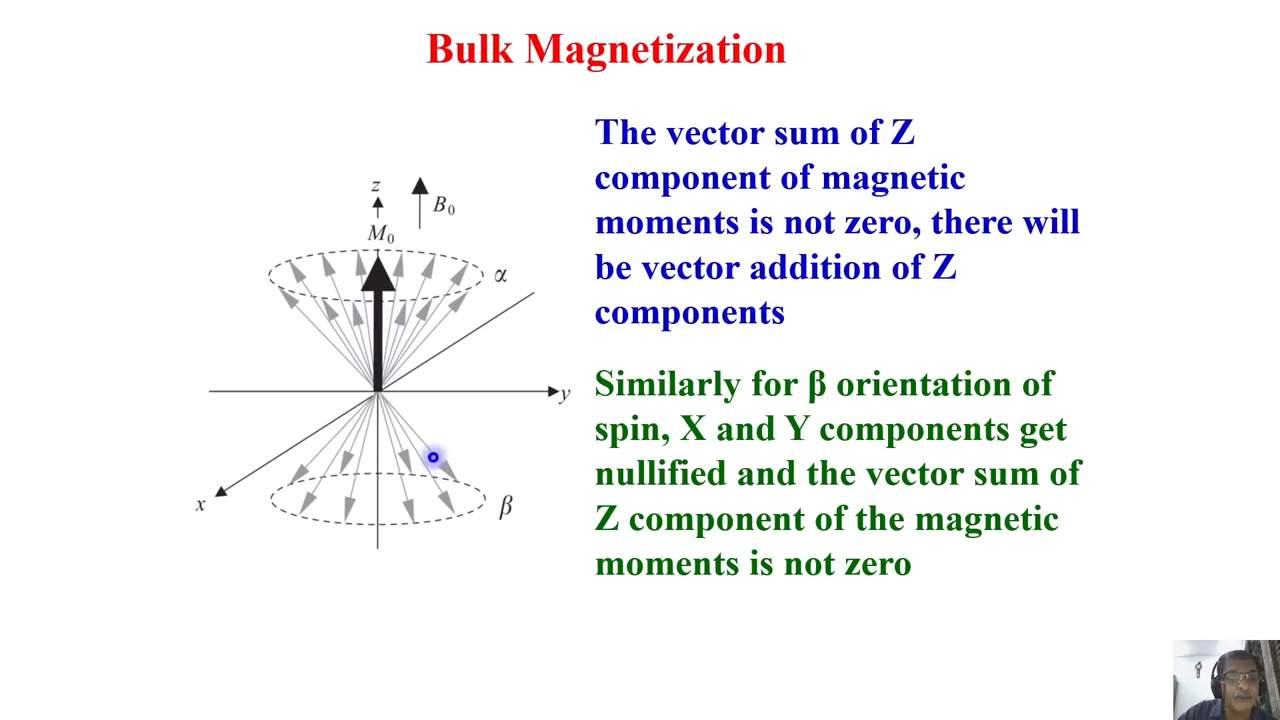 Bulk Magnetization
The vector sum of Z
component of magnetic
moments is not zero, there will
be vector addition of Z
components
Similarly for β orientation of
spin, X and Y components get
nullified and the vector sum of
Z component of the magnetic
moments is not zero
z
B₀
M₀
α
y
x
β